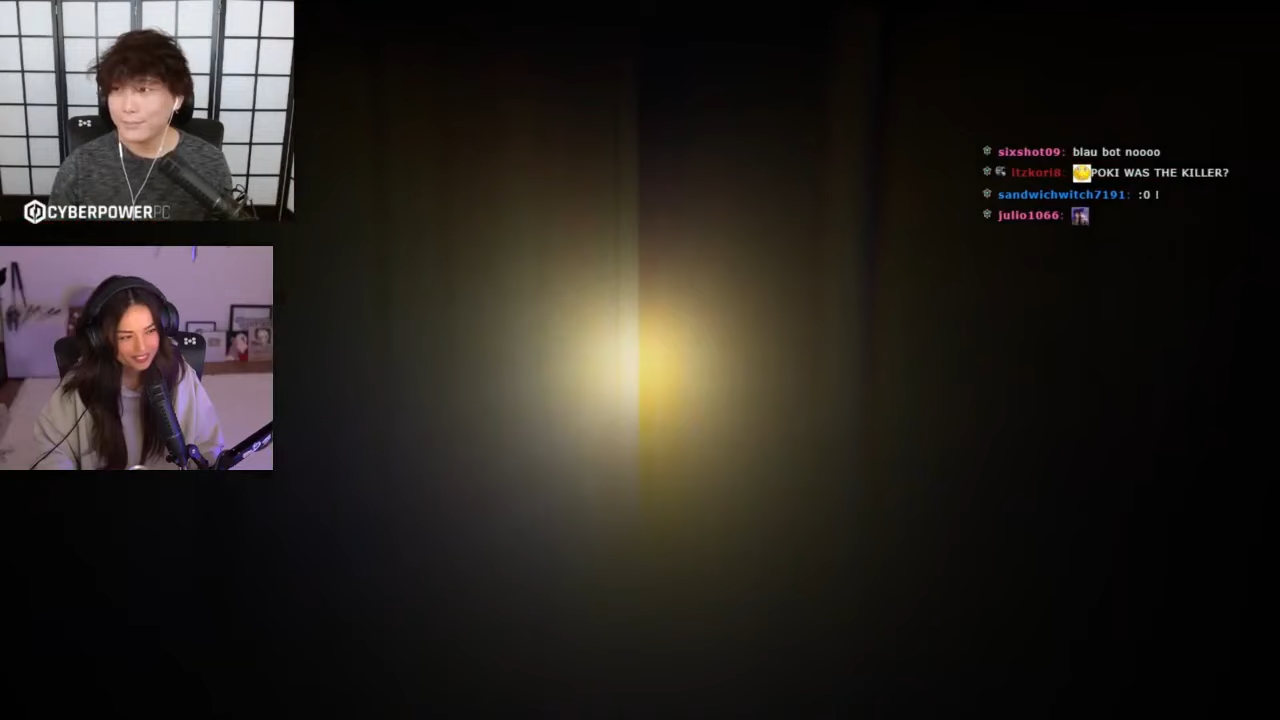 CYBERPOWERPC
sixshot09: blau bot noooo
itzkori8: POKI WAS THE KILLER?
sandwichwitch7191: :0 !
julio1066: